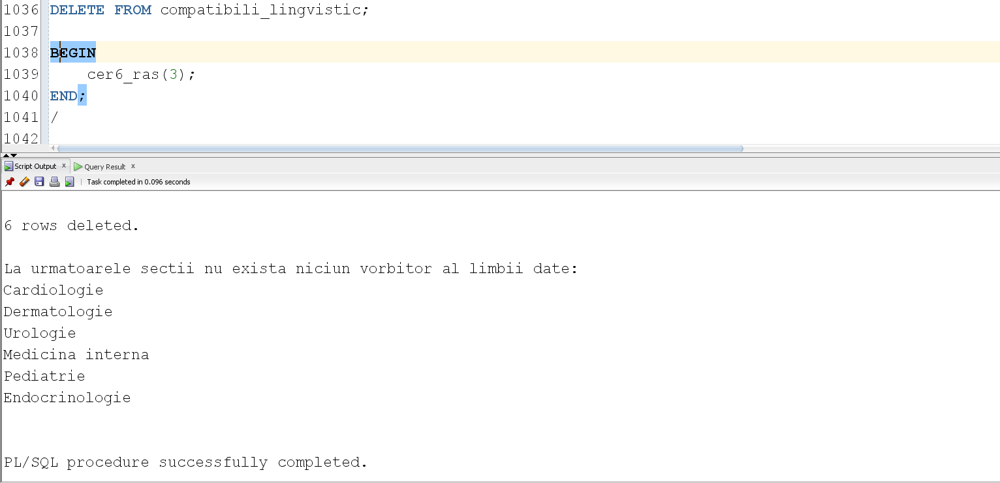 1036 DELETE FROM compatibili_lingvistic;
1037
1038 BEGIN
1039 cer6_ras(3);
1040 END;
1041 /
1042
Script Output x Query Result x
Task completed in 0.096 seconds
6 rows deleted.
La urmatoarele sectii nu exista niciun vorbitor al limbii date:
Cardiologie
Dermatologie
Urologie
Medicina interna
Pediatrie
Endocrinologie
PL/SQL procedure successfully completed.